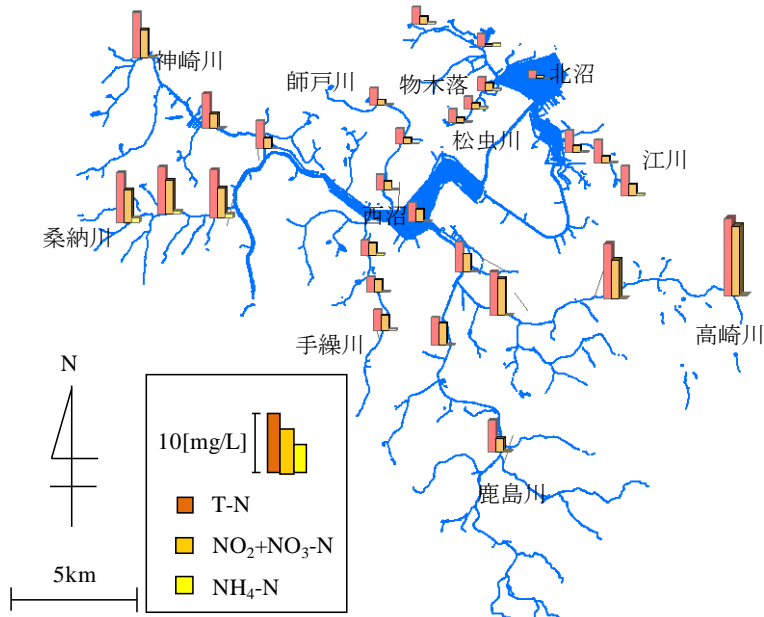 神崎川
師戸川
物木落
北沼
松虫川
江川
西沼
桑納川
手繰川
高崎川
鹿島川
N
10[mg/L]
T-N
NO₂+NO₃-N
NH₄-N
5km